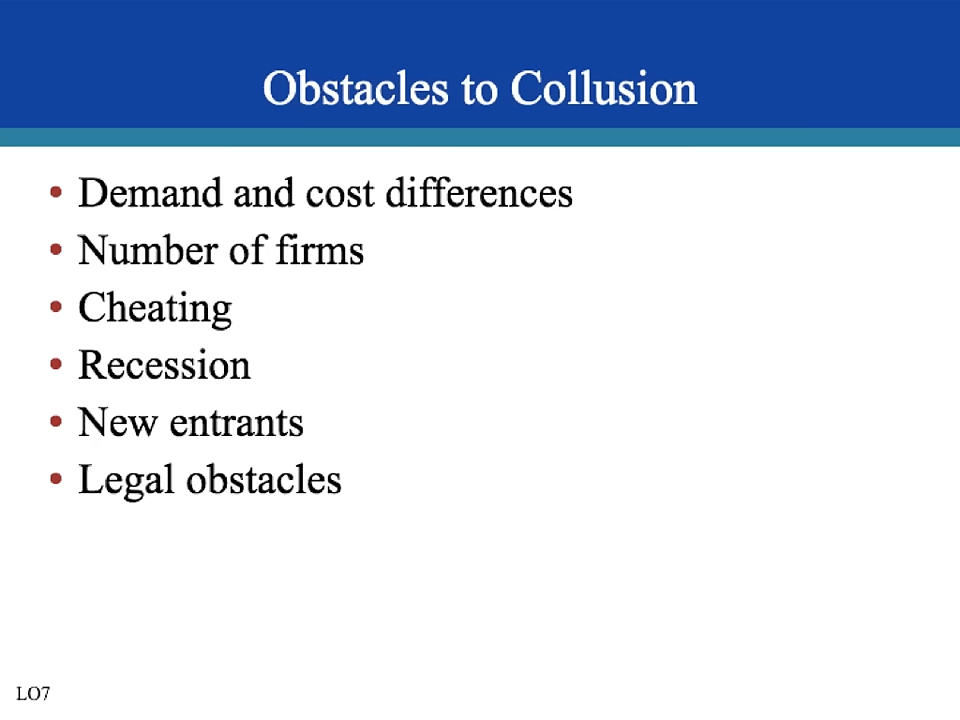 Obstacles to Collusion
• Demand and cost differences
• Number of firms
• Cheating
• Recession
• New entrants
• Legal obstacles
LO7